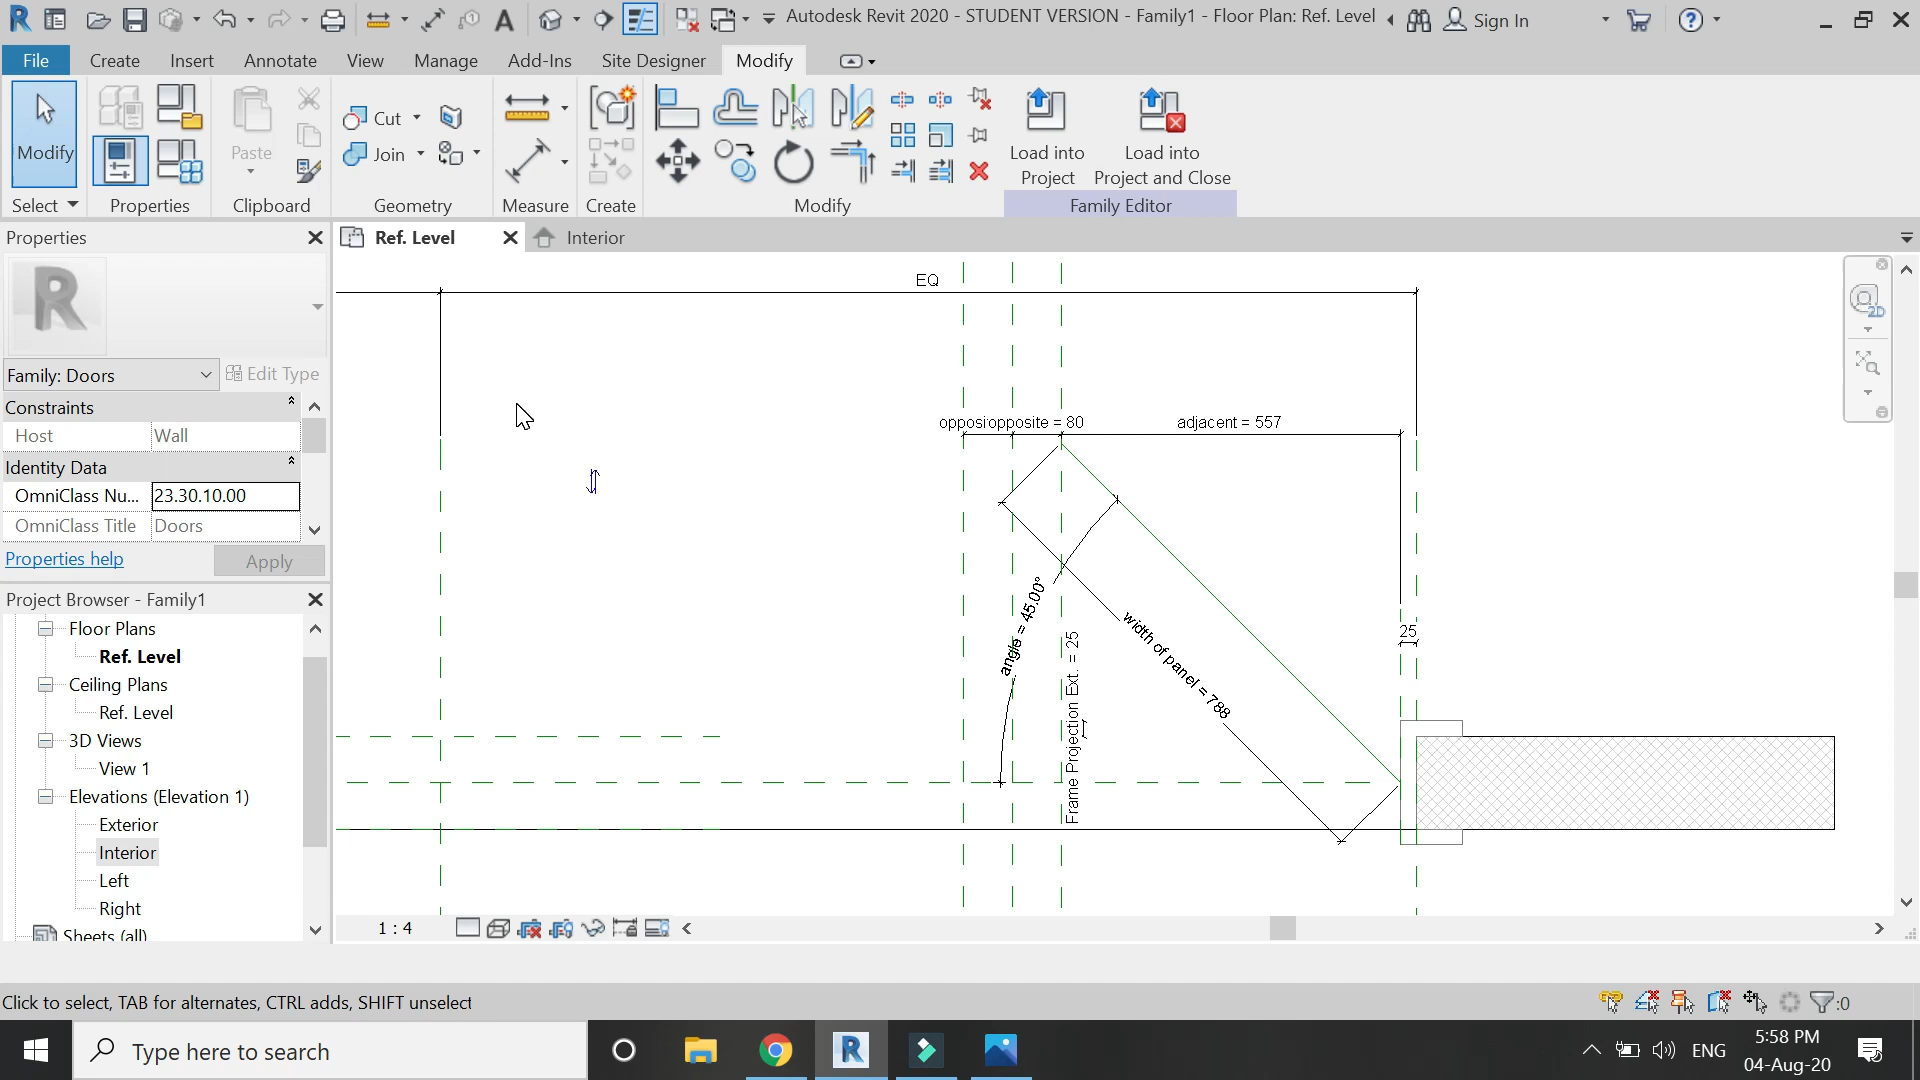 Autodesk Revit 2020 - STUDENT VERSION - Family1 - Floor Plan: Ref. Level
Sign In
File Create Insert Annotate View Manage Add-Ins Site Designer Modify
Modify
Paste
Cut
Join
Load into
Project
Load into
Project and Close
Select Properties Clipboard Geometry Measure Create Modify Family Editor
Properties
Ref. Level
Interior
Family: Doors
Edit Type
Constraints
Host Wall
Identity Data
OmniClass Nu... 23.30.10.00
OmniClass Title Doors
Properties help
Apply
Project Browser - Family1
Floor Plans
Ref. Level
Ceiling Plans
Ref. Level
3D Views
View 1
Elevations (Elevation 1)
Exterior
Interior
Left
Right
Sheets (all)
EQ
opposite = 80
adjacent = 557
25
angle = 45.00°
width of panel = 788
Frame Projection Ext. = 25
2D
1 : 4
Click to select, TAB for alternates, CTRL adds, SHIFT unselect
:0
Type here to search
ENG
5:58 PM
04-Aug-20